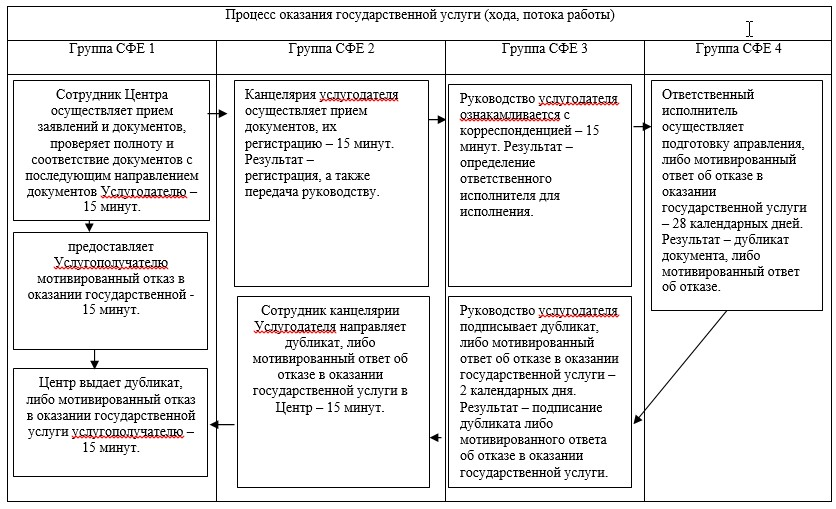 Процесс оказания государственной услуги (хода, потока работы)
Группа СФЕ 1
Группа СФЕ 2
Группа СФЕ 3
Группа СФЕ 4
Сотрудник Центра
осуществляет прием
заявлений и документов,
проверяет полноту и
соответствие документов с
последующим направлением
документов Услугодателю –
15 минут.
Канцелярия услугодателя
осуществляет прием
документов, их
регистрацию – 15 минут.
Результат –
регистрация, а также
передача руководству.
Руководство услугодателя
ознакамливается с
корреспонденцией – 15
минут. Результат –
определение
ответственного
исполнителя для
исполнения.
Ответственный
исполнитель
осуществляет
подготовку аправления,
либо мотивированный
ответ об отказе в
оказании
государственной услуги
– 28 календарных дней.
Результат – дубликат
документа, либо
мотивированный ответ
об отказе.
предоставляет
Услугополучателю
мотивированный отказ в
оказании государственной -
15 минут.
Сотрудник канцелярии
Услугодателя направляет
дубликат, либо
мотивированный ответ об
отказе в оказании
государственной услуги в
Центр – 15 минут.
Руководство услугодателя
подписывает дубликат,
либо мотивированный
ответ об отказе в оказании
государственной услуги –
2 календарных дня.
Результат – подписание
дубликата либо
мотивированного ответа
об отказе в оказании
государственной услуги.
Центр выдает дубликат,
либо мотивированный отказ
в оказании государственной
услуги услугополучателю –
15 минут.